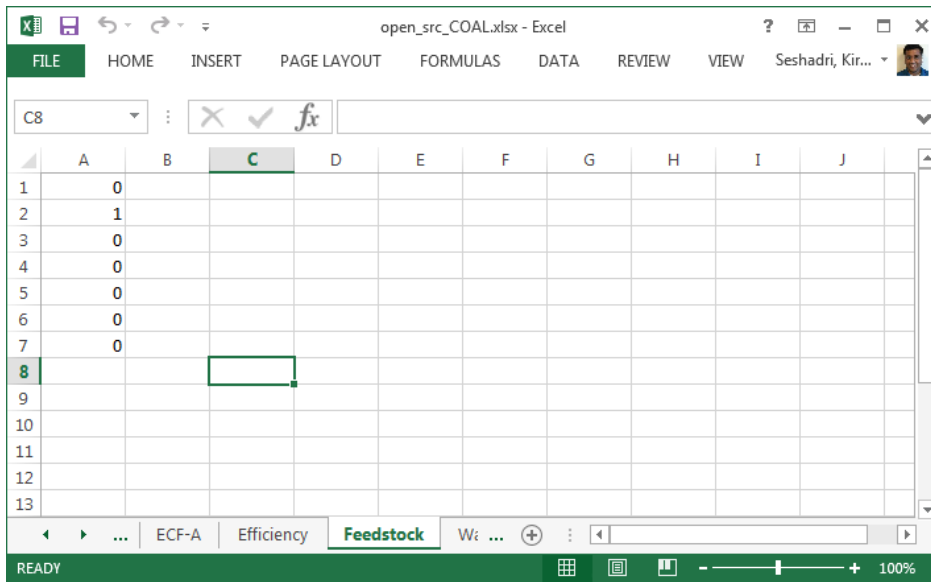 open_src_COAL.xlsx - Excel ?
FILE HOME INSERT PAGE LAYOUT FORMULAS DATA REVIEW VIEW Seshadri, Kir...
C8 fx
A B C D E F G H I J
1 0
2 1
3 0
4 0
5 0
6 0
7 0
8
9
10
11
12
13
... ECF-A Efficiency Feedstock Wa ...
READY 100%